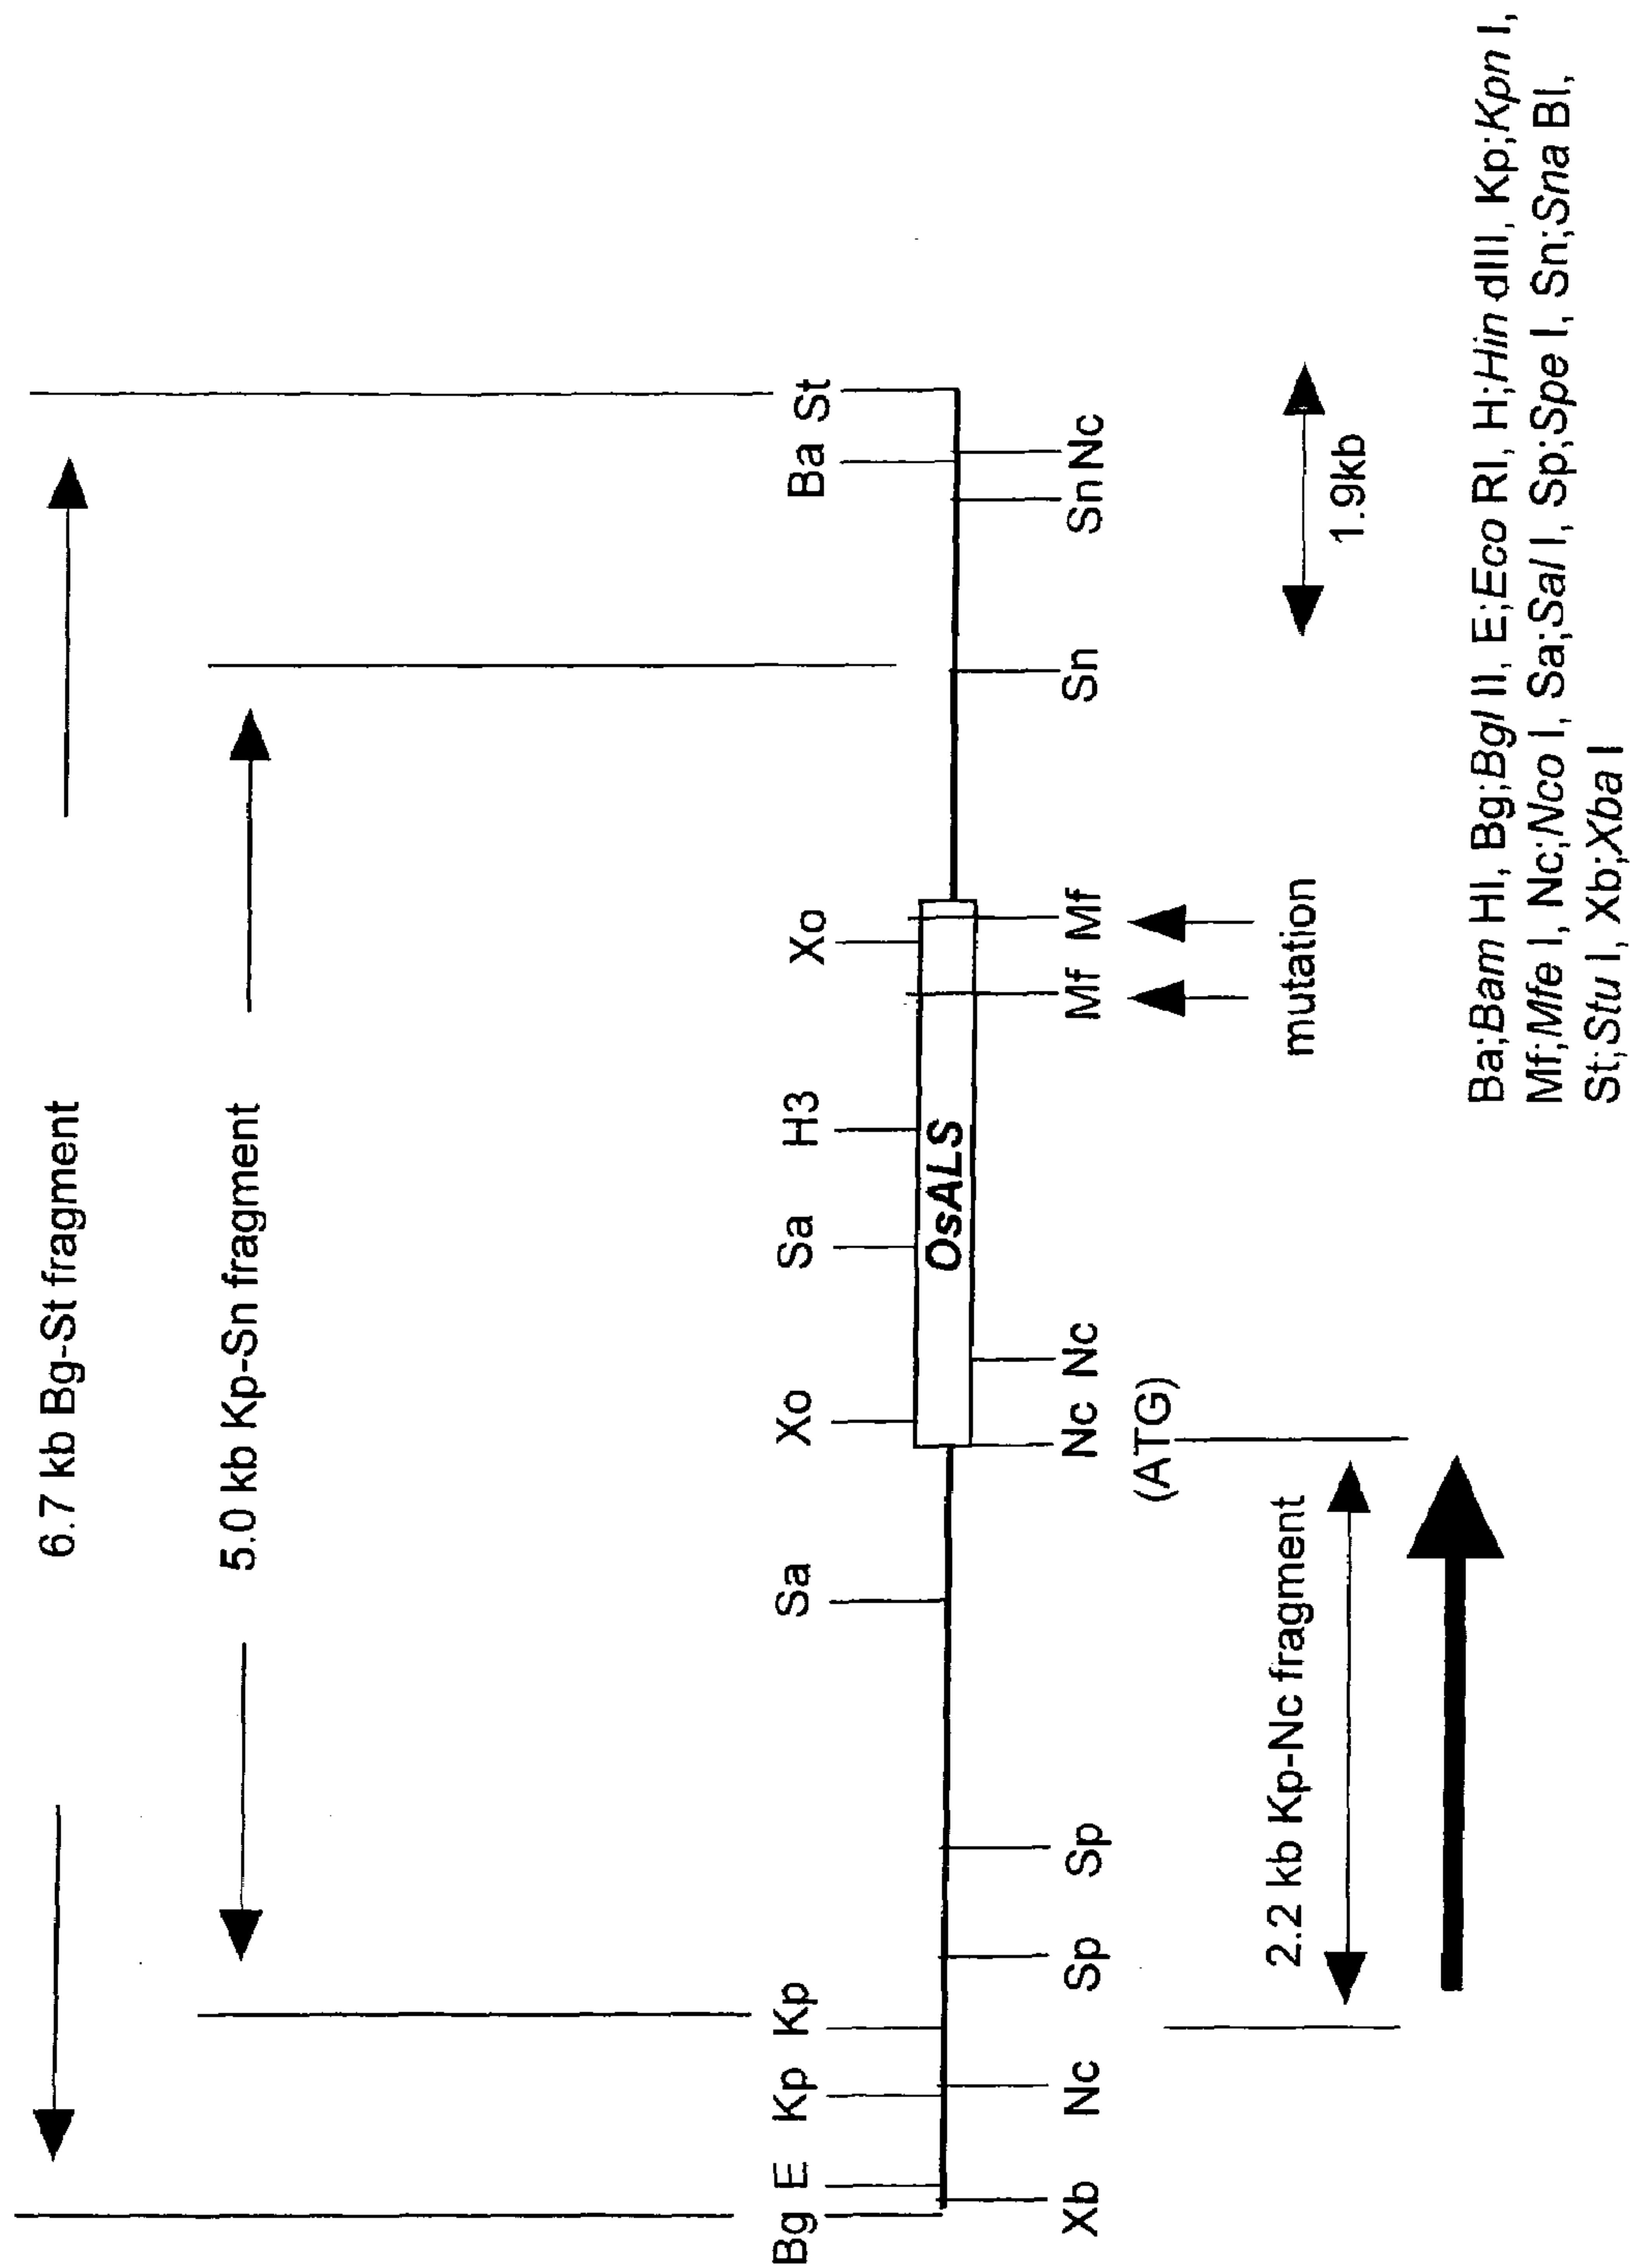 6.7 kb Bg-St fragment
5.0 kb Kp-Sn fragment
Bg E Kp Kp Sa Xo Sa H3 Xo Ba St
OsALS
Xb Nc Sp Sp Nc Nc Mf Mf Sn Sn Nc
(ATG)
2.2 kb Kp-Nc fragment
mutation
1.9kb
Ba;Bam HI, Bg;Bgl II, E;Eco RI, H;Hin dIII, Kp;Kpn I,
Mf;Mfe I, Nc;Nco I, Sa;Sal I, Sp;Spe I, Sn;Sna BI,
St;Stu I, Xb;Xba I